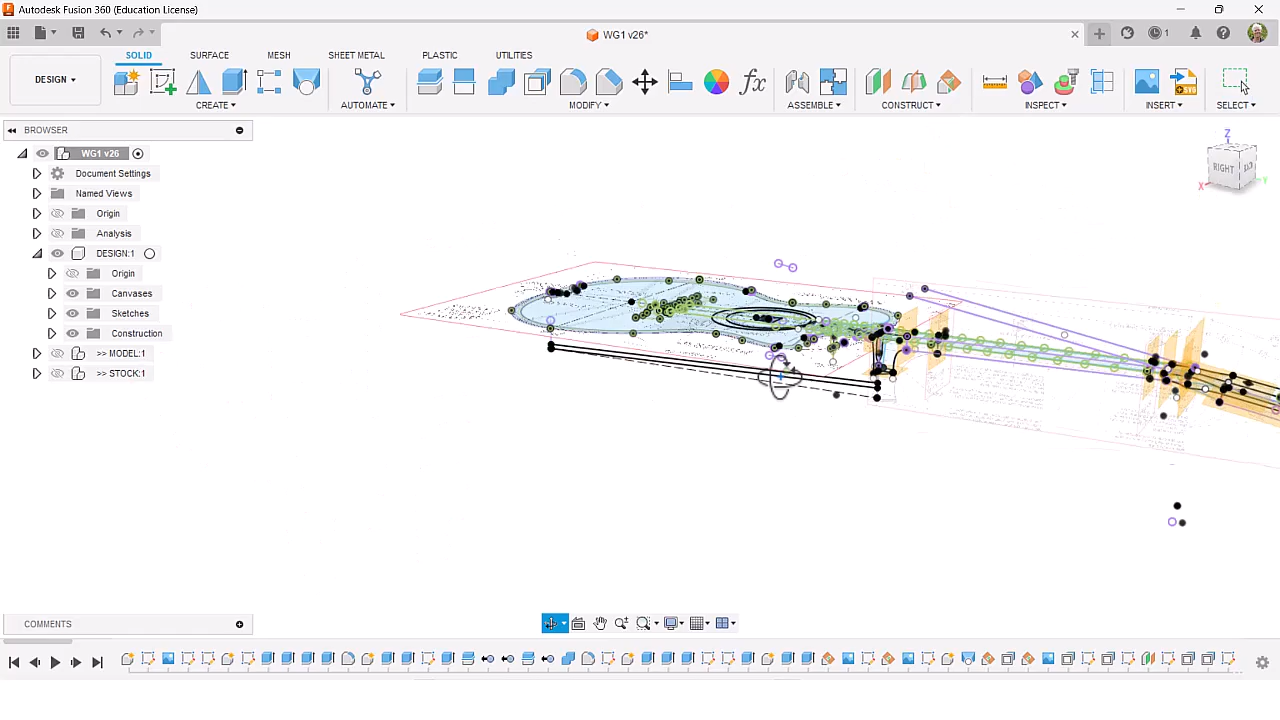 Autodesk Fusion 360 (Education License)
WG1 v26*
1
SOLID SURFACE MESH SHEET METAL PLASTIC UTILITIES
DESIGN
CREATE AUTOMATE MODIFY ASSEMBLE CONSTRUCT INSPECT INSERT SELECT
BROWSER
WG1 v26
Document Settings
Named Views
Origin
Analysis
DESIGN:1
Origin
Canvases
Sketches
Construction
>> MODEL:1
>> STOCK:1
Z
RIGHT
X
Y
COMMENTS